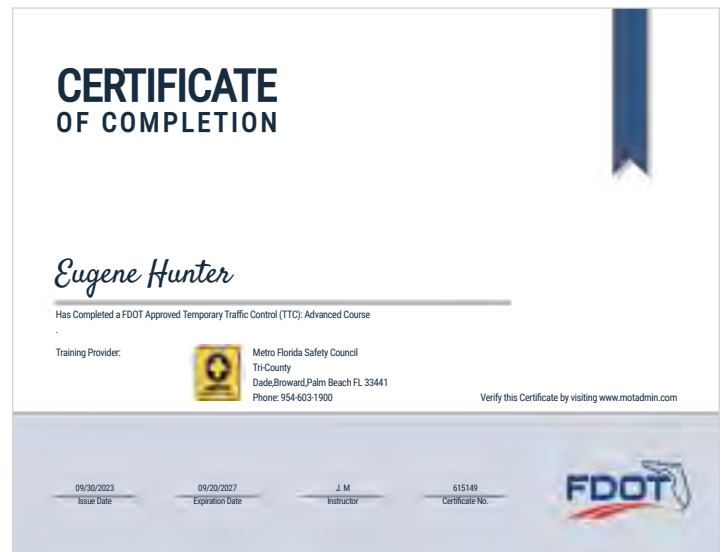 CERTIFICATE
OF COMPLETION
Eugene Hunter
Has Completed a FDOT Approved Temporary Traffic Control (TTC): Advanced Course
.
Training Provider:
Metro Florida Safety Council
Tri-County
Dade,Broward,Palm Beach FL 33441
Phone: 954-603-1900
Verify this Certificate by visiting www.motadmin.com
09/30/2023
Issue Date
09/20/2027
Expiration Date
J. M
Instructor
615149
Certificate No.
FDOT